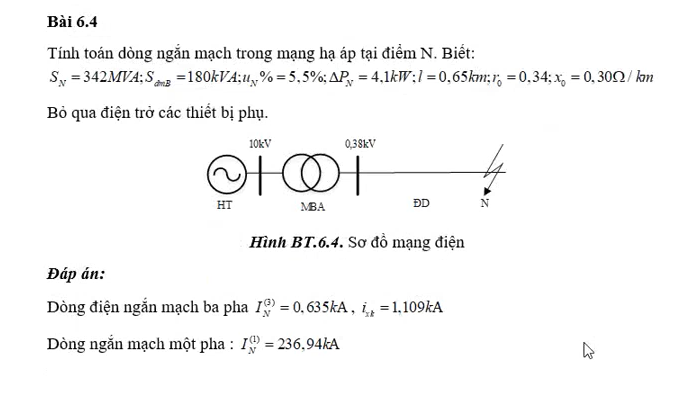 Bài 6.4
Tính toán dòng ngắn mạch trong mạng hạ áp tại điểm N. Biết:
S_N = 342MVA; S_đmB = 180kVA; u_N% = 5,5%; ΔP_N = 4,1kW; l = 0,65km; r_0 = 0,34; x_0 = 0,30Ω / km
Bỏ qua điện trở các thiết bị phụ.
10kV 0,38kV
HT MBA ĐD N
Hình BT.6.4. Sơ đồ mạng điện
Đáp án:
Dòng điện ngắn mạch ba pha I_N^(3) = 0,635kA , i_xk = 1,109kA
Dòng ngắn mạch một pha : I_N^(1) = 236,94kA